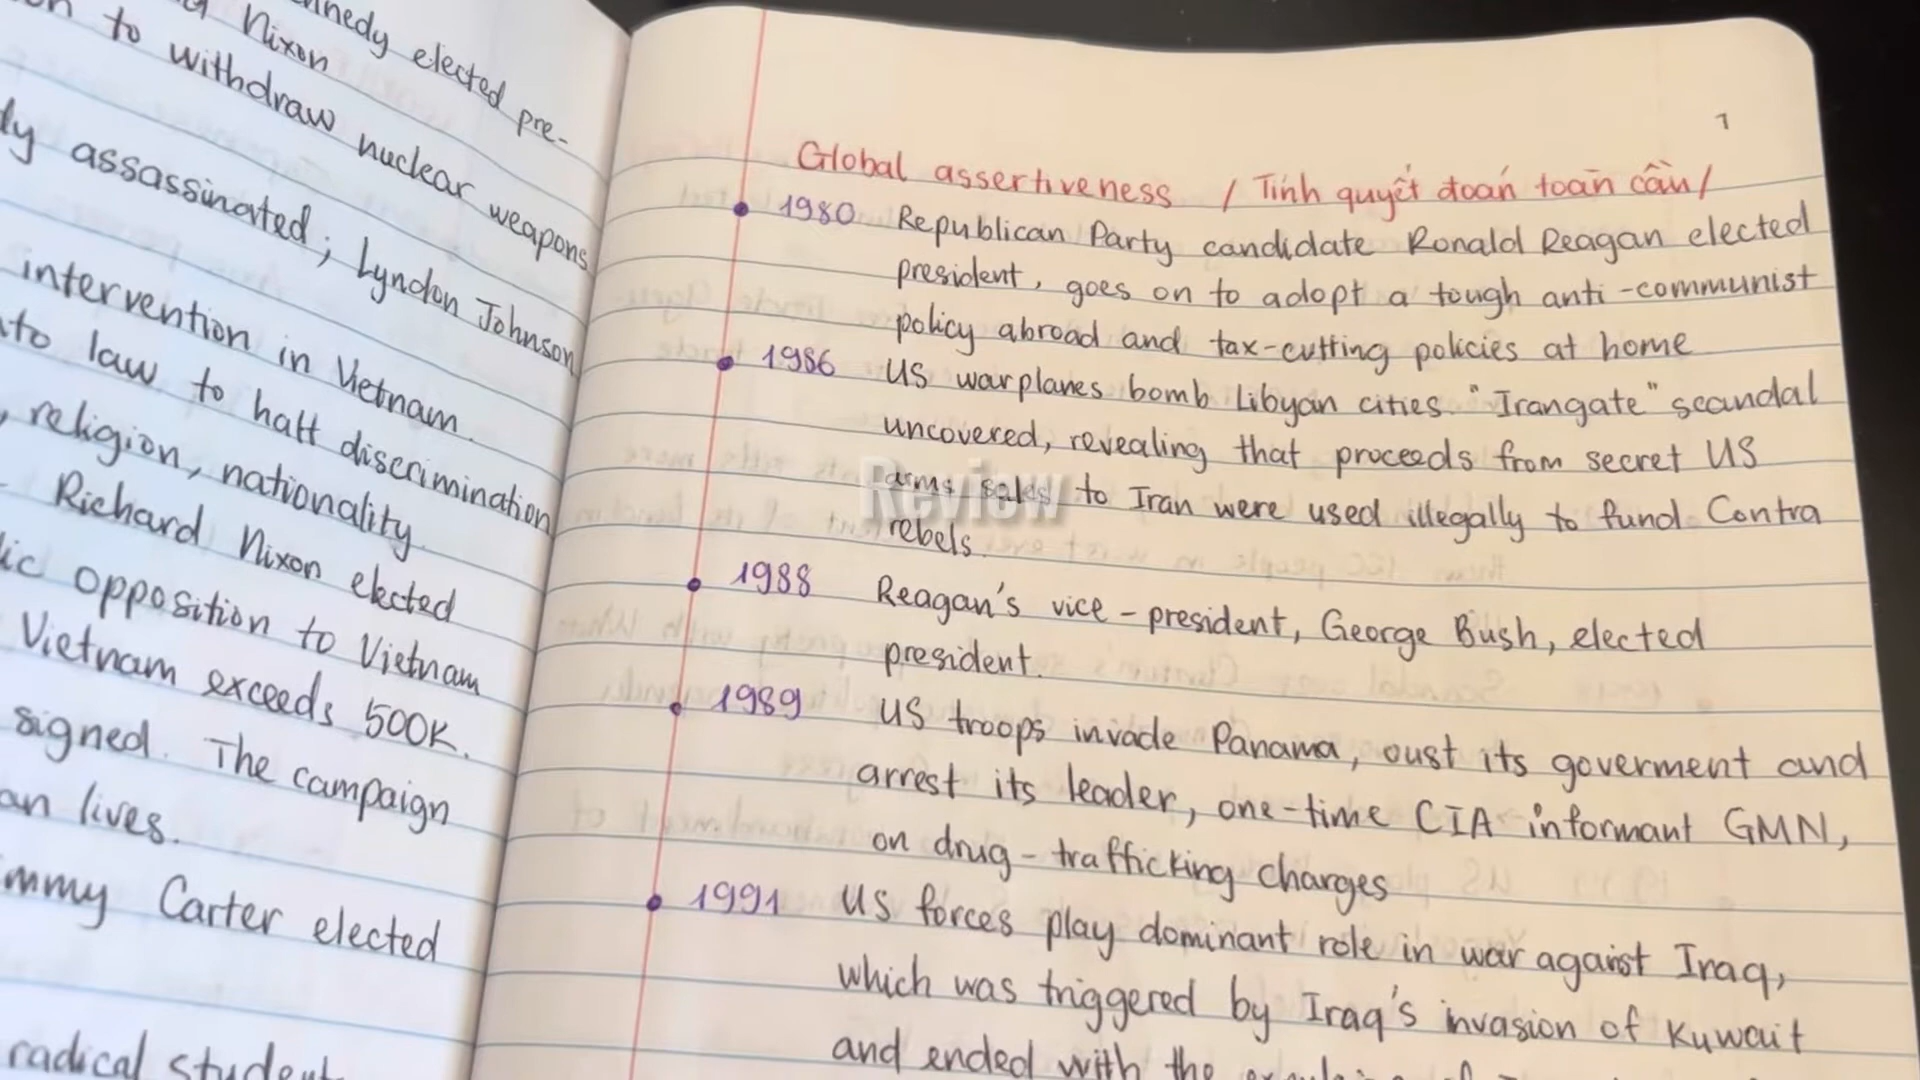 nnedy elected pre-
Nixon
to withdraw nuclear weapons
assassinated; Lyndon Johnson
intervention in Vietnam.
to law to halt discrimination
, religion, nationality.
Richard Nixon elected
opposition to Vietnam
Vietnam exceeds 500K.
signed. The campaign
an lives.
mmy Carter elected
radical student
7
Global assertiveness / Tính quyết đoán toàn cầu/
1980 Republican Party candidate Ronald Reagan elected
president, goes on to adopt a tough anti-communist
policy abroad and tax-cutting policies at home
1986 US warplanes bomb Libyan cities. "Irangate" scandal
uncovered, revealing that proceeds from secret US
arms sales to Iran were used illegally to fund Contra
rebels.
Review
1988 Reagan's vice-president, George Bush, elected
president.
1989 US troops invade Panama, oust its goverment and
arrest its leader, one-time CIA informant GMN,
on drug-trafficking charges
1991 US forces play dominant role in war against Iraq,
which was triggered by Iraq's invasion of Kuwait
and ended with the